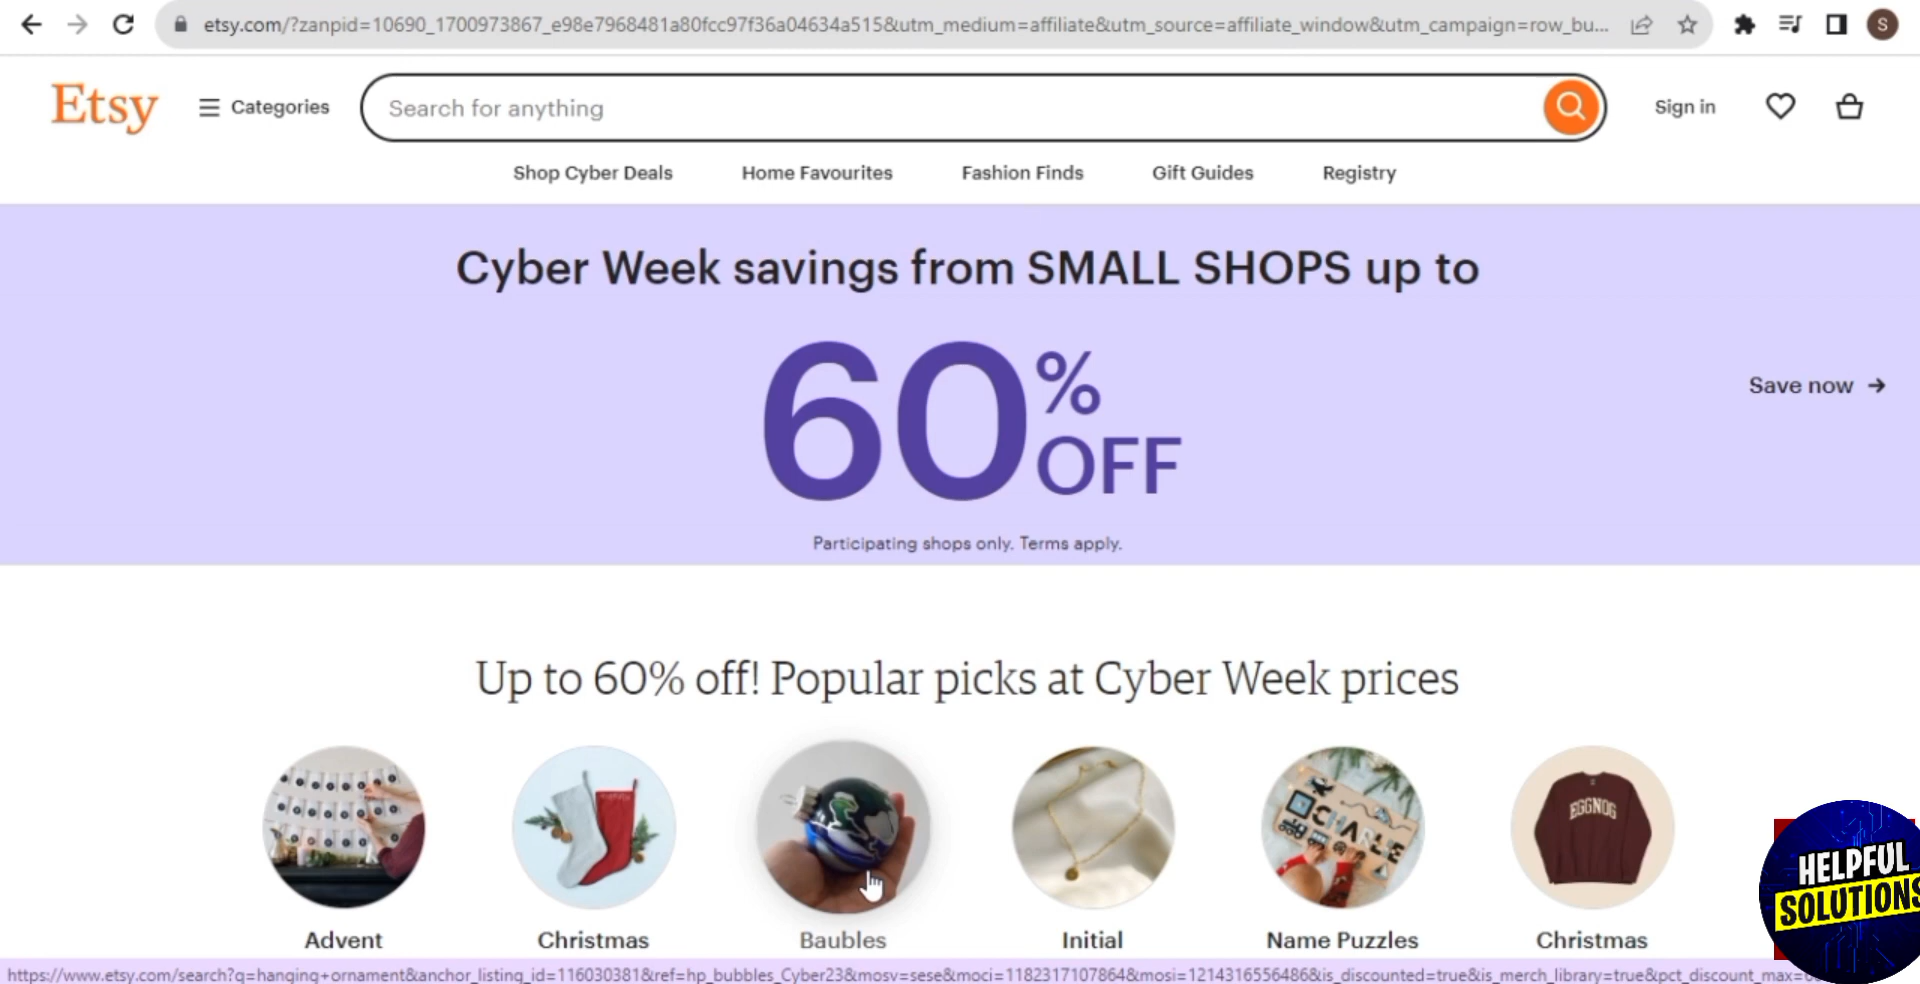 etsy.com/?zanpid=10690_1700973867_e98e7968481a80fcc97f36a04634a515&utm_medium=affiliate&utm_source=affiliate_window&utm_campaign=row_bu...
S
Etsy
Categories
Search for anything
Sign in
Shop Cyber Deals
Home Favourites
Fashion Finds
Gift Guides
Registry
Cyber Week savings from SMALL SHOPS up to
60% OFF
Save now →
Participating shops only. Terms apply.
Up to 60% off! Popular picks at Cyber Week prices
CHARLIE
EGGNOG
HELPFUL
SOLUTIONS
Advent
Christmas
Baubles
Initial
Name Puzzles
Christmas
https://www.etsy.com/search?q=hanging+ornament&anchor_listing_id=116030381&ref=hp_bubbles_Cyber23&mosv=sese&moci=1182317107864&mosi=1214316556486&is_discounted=true&is_merch_library=true&pct_discount_max=